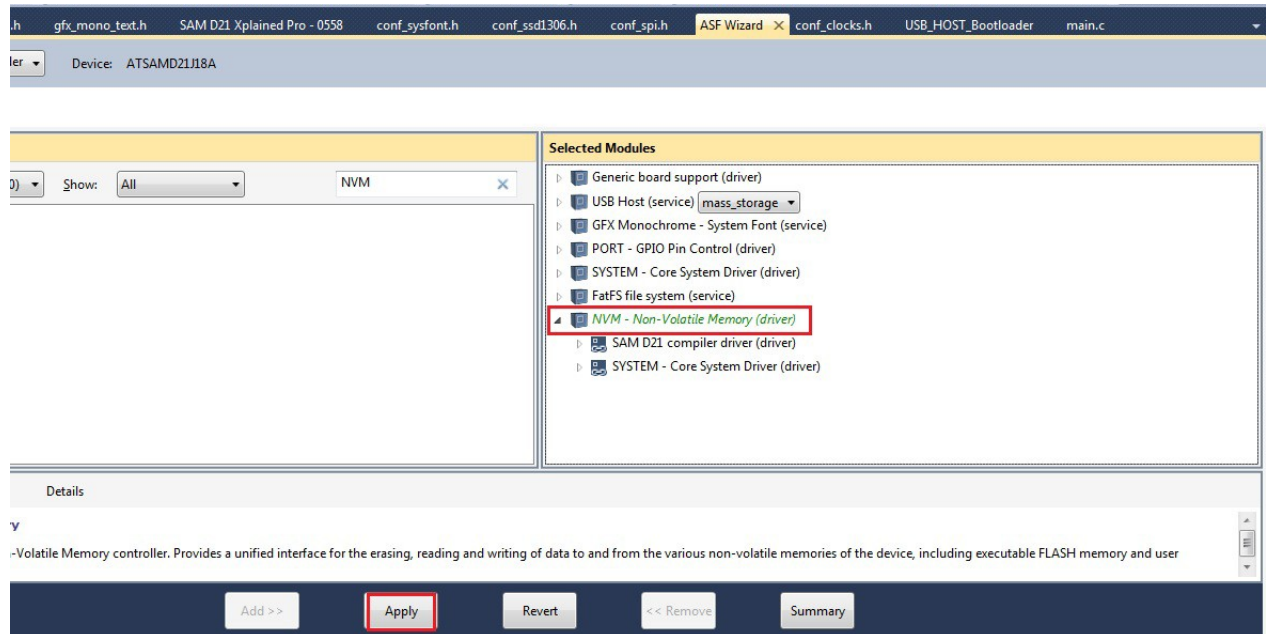 .h gfx_mono_text.h SAM D21 Xplained Pro - 0558 conf_sysfont.h conf_ssd1306.h conf_spi.h ASF Wizard conf_clocks.h USB_HOST_Bootloader main.c
ler Device: ATSAMD21J18A
Selected Modules
0) Show: All NVM
Generic board support (driver)
USB Host (service) mass_storage
GFX Monochrome - System Font (service)
PORT - GPIO Pin Control (driver)
SYSTEM - Core System Driver (driver)
FatFS file system (service)
NVM - Non-Volatile Memory (driver)
SAM D21 compiler driver (driver)
SYSTEM - Core System Driver (driver)
Details
ry
-Volatile Memory controller. Provides a unified interface for the erasing, reading and writing of data to and from the various non-volatile memories of the device, including executable FLASH memory and user
Add >> Apply Revert << Remove Summary